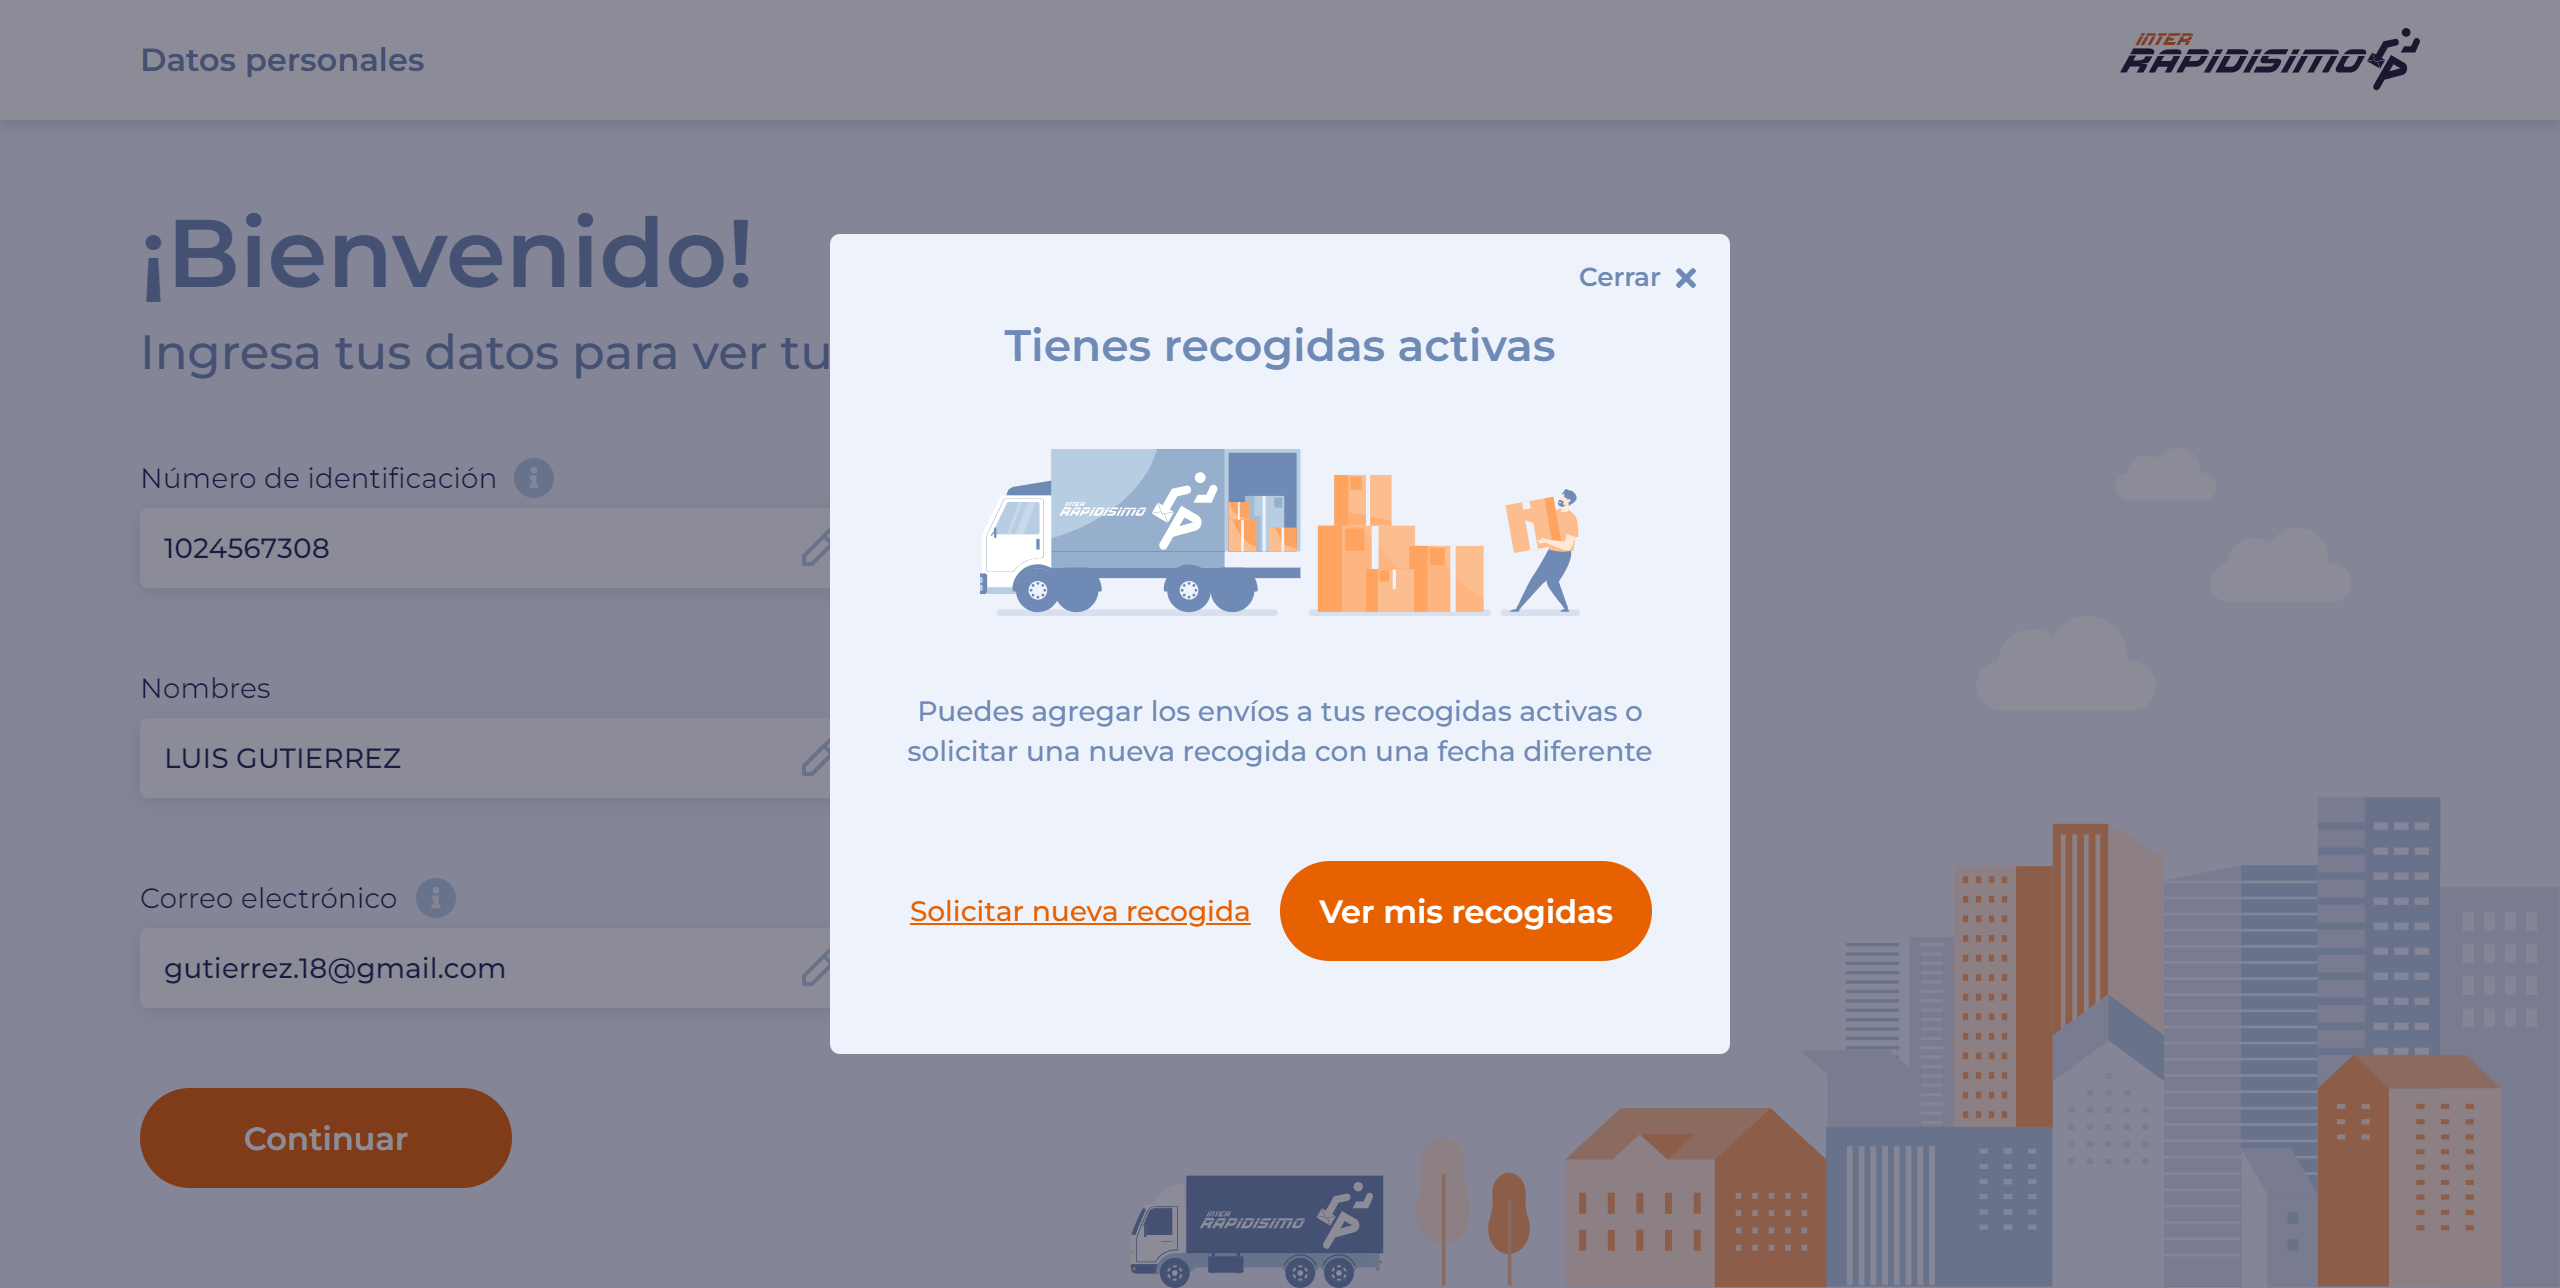 Datos personales
INTER
RAPIDISIMO
¡Bienvenido!
Ingresa tus datos para ver tu
Número de identificación
1024567308
Nombres
LUIS GUTIERREZ
Correo electrónico
gutierrez.18@gmail.com
Continuar
Cerrar
Tienes recogidas activas
INTER
RAPIDISIMO
Puedes agregar los envíos a tus recogidas activas o
solicitar una nueva recogida con una fecha diferente
Solicitar nueva recogida
Ver mis recogidas
INTER
RAPIDISIMO